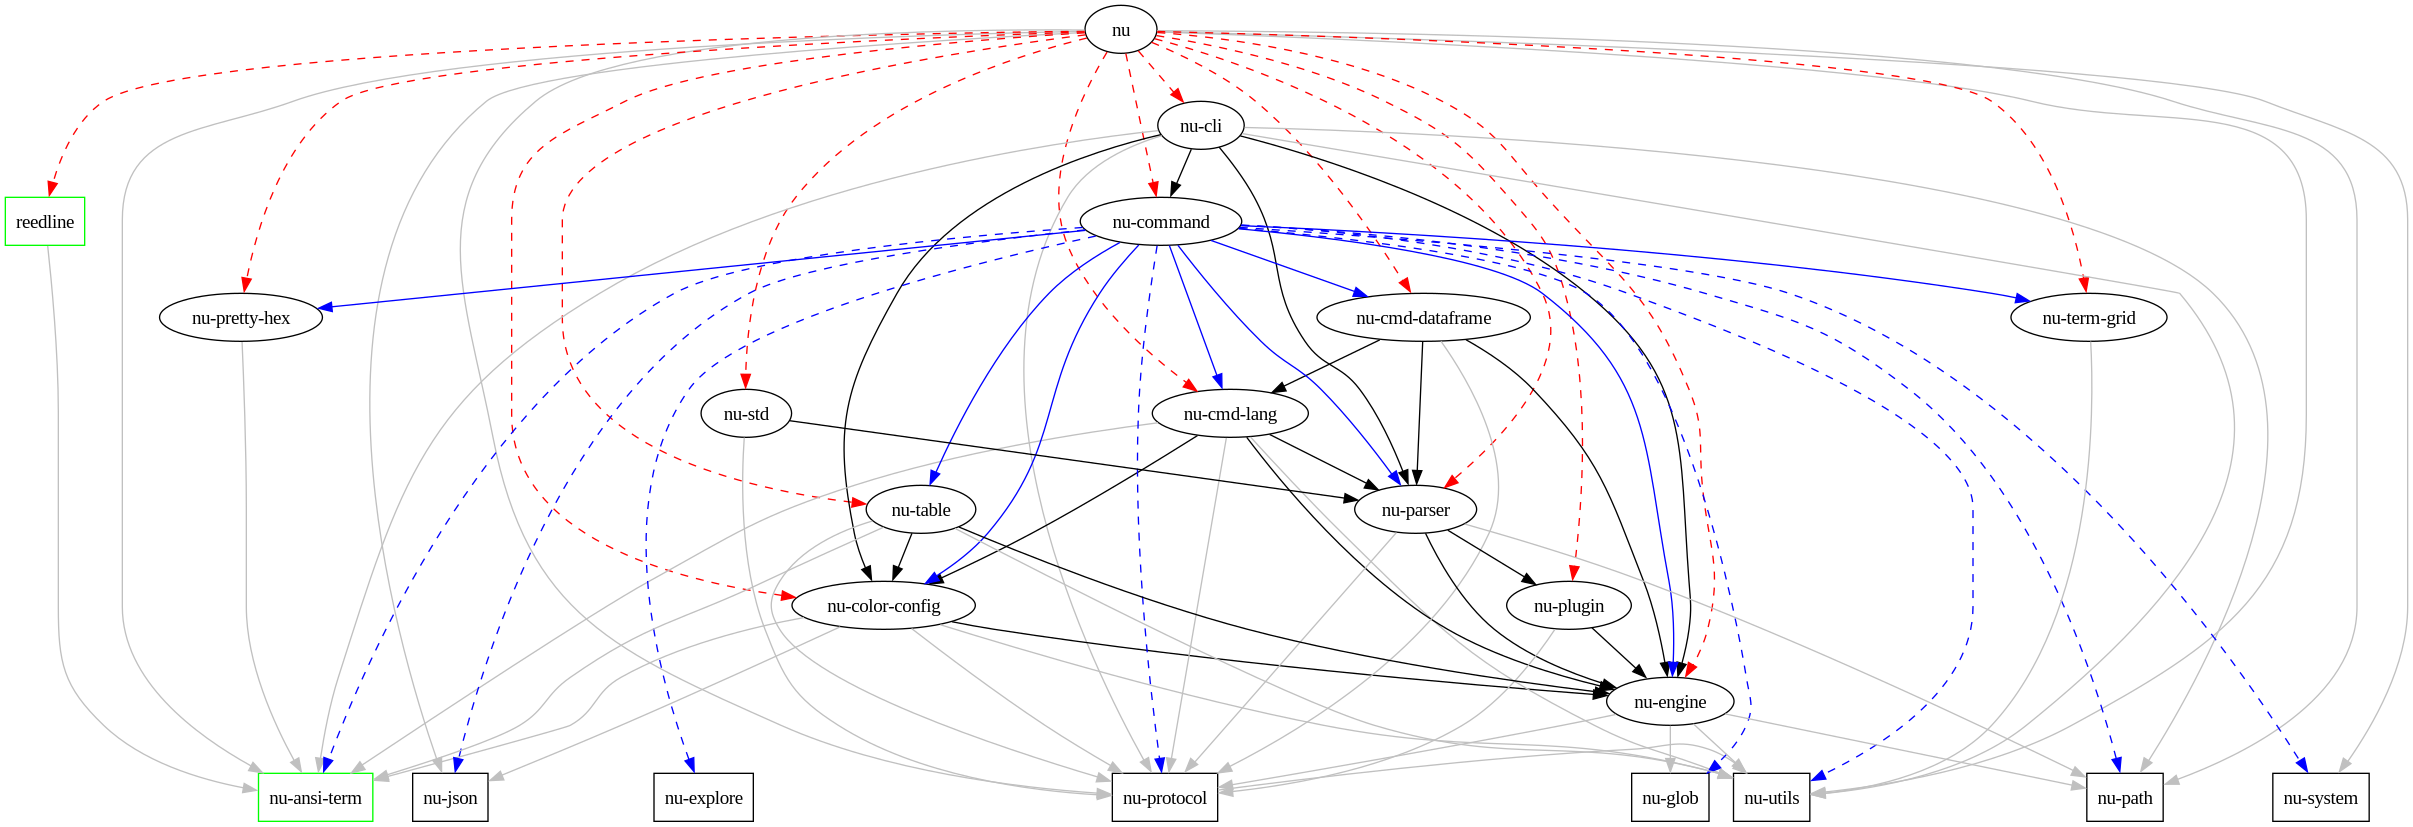 nu
nu-cli
reedline
nu-command
nu-pretty-hex
nu-cmd-dataframe
nu-term-grid
nu-std
nu-cmd-lang
nu-table
nu-parser
nu-color-config
nu-plugin
nu-engine
nu-ansi-term
nu-json
nu-explore
nu-protocol
nu-glob
nu-utils
nu-path
nu-system